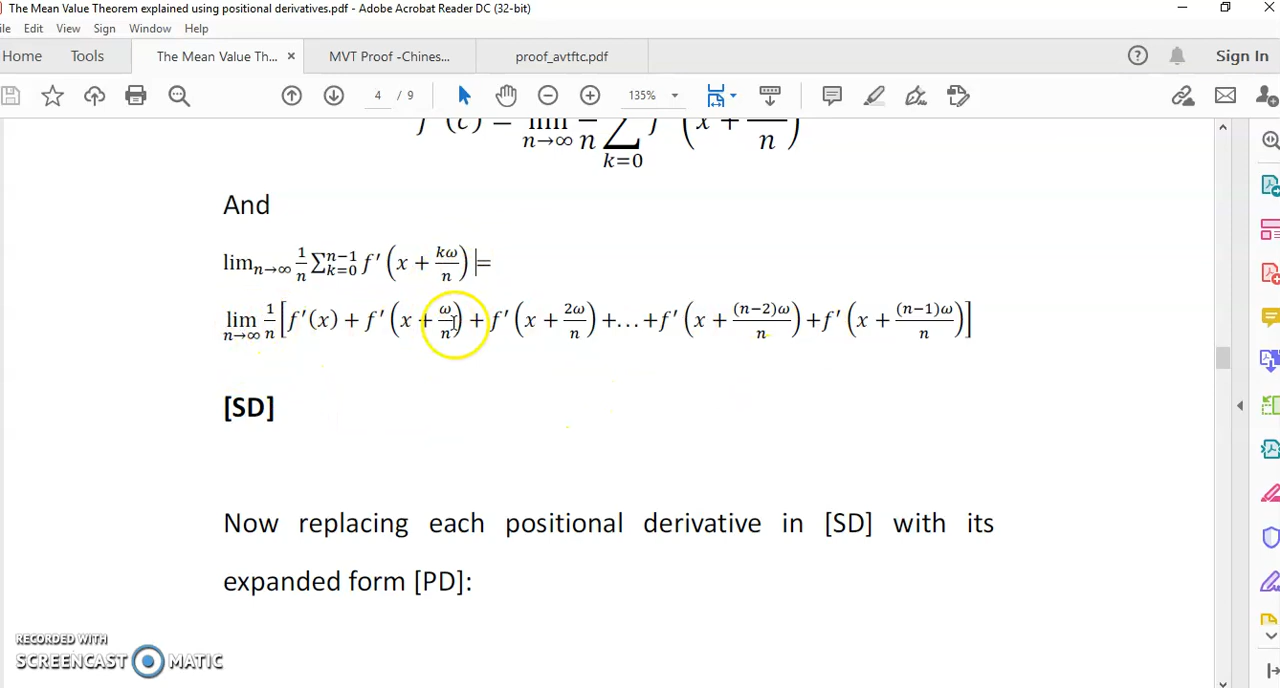 The Mean Value Theorem explained using positional derivatives.pdf - Adobe Acrobat Reader DC (32-bit)
ile Edit View Sign Window Help
Home Tools The Mean Value Th... × MVT Proof -Chines... proof_avtftc.pdf Sign In
4 / 9 135%
f′(c) = lim n→∞ 1/n ∑ k=0 f′(x + kω/n)
And
lim n→∞ 1/n ∑ k=0 n−1 f′(x + kω/n) =
lim n→∞ 1/n [f′(x) + f′(x + ω/n) + f′(x + 2ω/n) +...+f′(x + (n−2)ω/n) +f′(x + (n−1)ω/n)]
[SD]
Now replacing each positional derivative in [SD] with its
expanded form [PD]:
RECORDED WITH
SCREENCAST MATIC